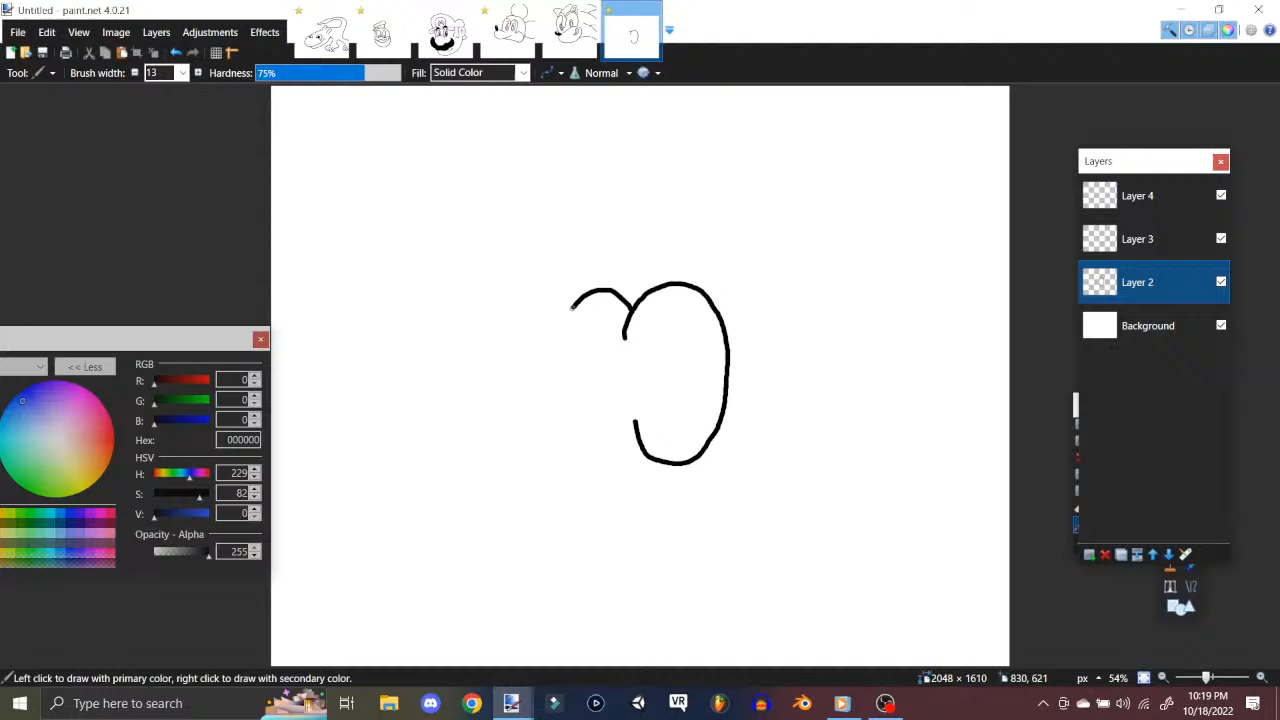 Untitled - paint.net 4.0.21
File Edit View Image Layers Adjustments Effects
Tool: Brush width: 13 Hardness: 75% Fill: Solid Color Normal
Layers
Layer 4
Layer 3
Layer 2
Background
<< Less
RGB
R: 0
G: 0
B: 0
Hex: 000000
HSV
H: 229
S: 82
V: 0
Opacity - Alpha
255
Left click to draw with primary color, right click to draw with secondary color. 2048 × 1610 830, 621 px 54%
Type here to search VR 10:19 PM
10/18/2022